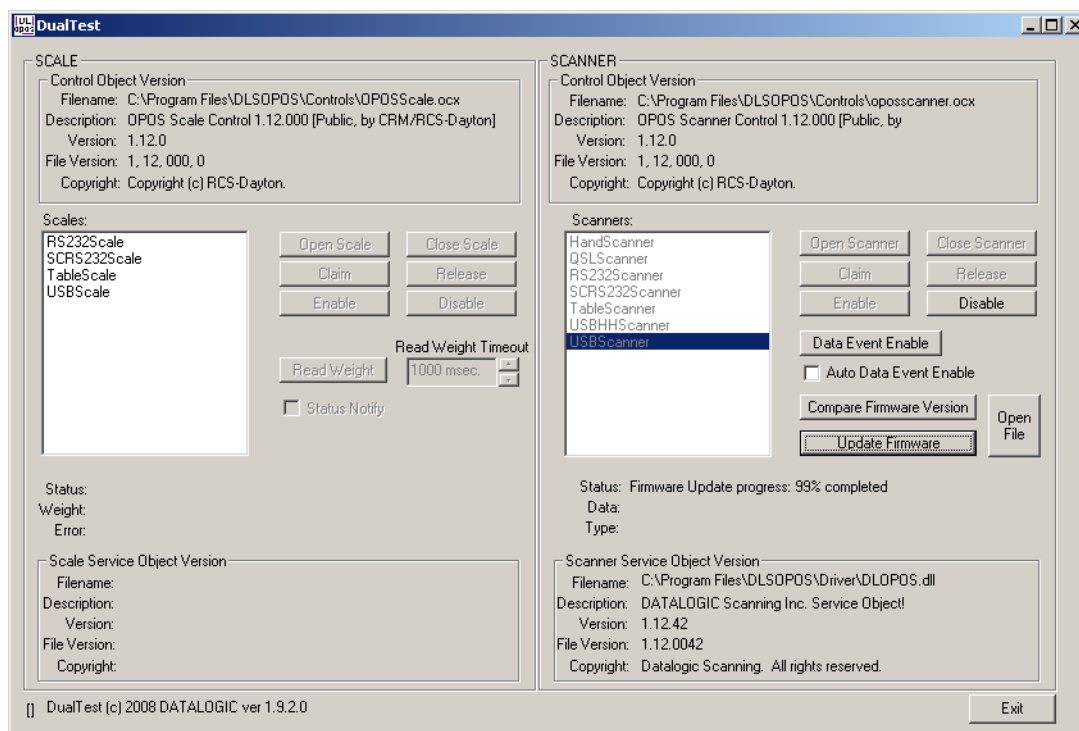 UL
opos
DualTest
SCALE
Control Object Version
Filename: C:\Program Files\DLSOPOS\Controls\OPOSScale.ocx
Description: OPOS Scale Control 1.12.000 [Public, by CRM/RCS-Dayton]
Version: 1.12.0
File Version: 1, 12, 000, 0
Copyright: Copyright (c) RCS-Dayton.
Scales:
RS232Scale
SCRS232Scale
TableScale
USBScale
Open Scale
Close Scale
Claim
Release
Enable
Disable
Read Weight Timeout
Read Weight
1000 msec.
Status Notify
Status:
Weight:
Error:
Scale Service Object Version
Filename:
Description:
Version:
File Version:
Copyright:
SCANNER
Control Object Version
Filename: C:\Program Files\DLSOPOS\Controls\oposscanner.ocx
Description: OPOS Scanner Control 1.12.000 [Public, by
Version: 1.12.0
File Version: 1, 12, 000, 0
Copyright: Copyright (c) RCS-Dayton.
Scanners:
HandScanner
QSLScanner
RS232Scanner
SCRS232Scanner
TableScanner
USBHHScanner
USBScanner
Open Scanner
Close Scanner
Claim
Release
Enable
Disable
Data Event Enable
Auto Data Event Enable
Compare Firmware Version
Update Firmware
Open
File
Status: Firmware Update progress: 99% completed
Data:
Type:
Scanner Service Object Version
Filename: C:\Program Files\DLSOPOS\Driver\DLOPOS.dll
Description: DATALOGIC Scanning Inc. Service Object!
Version: 1.12.42
File Version: 1.12.0042
Copyright: Datalogic Scanning. All rights reserved.
[] DualTest (c) 2008 DATALOGIC ver 1.9.2.0
Exit